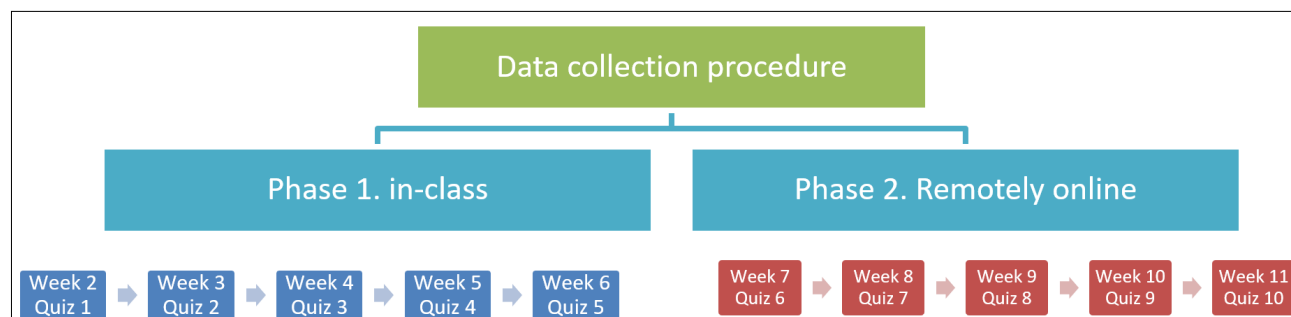 Data collection procedure
Phase 1. in-class
Phase 2. Remotely online
Week 2
Quiz 1
Week 3
Quiz 2
Week 4
Quiz 3
Week 5
Quiz 4
Week 6
Quiz 5
Week 7
Quiz 6
Week 8
Quiz 7
Week 9
Quiz 8
Week 10
Quiz 9
Week 11
Quiz 10